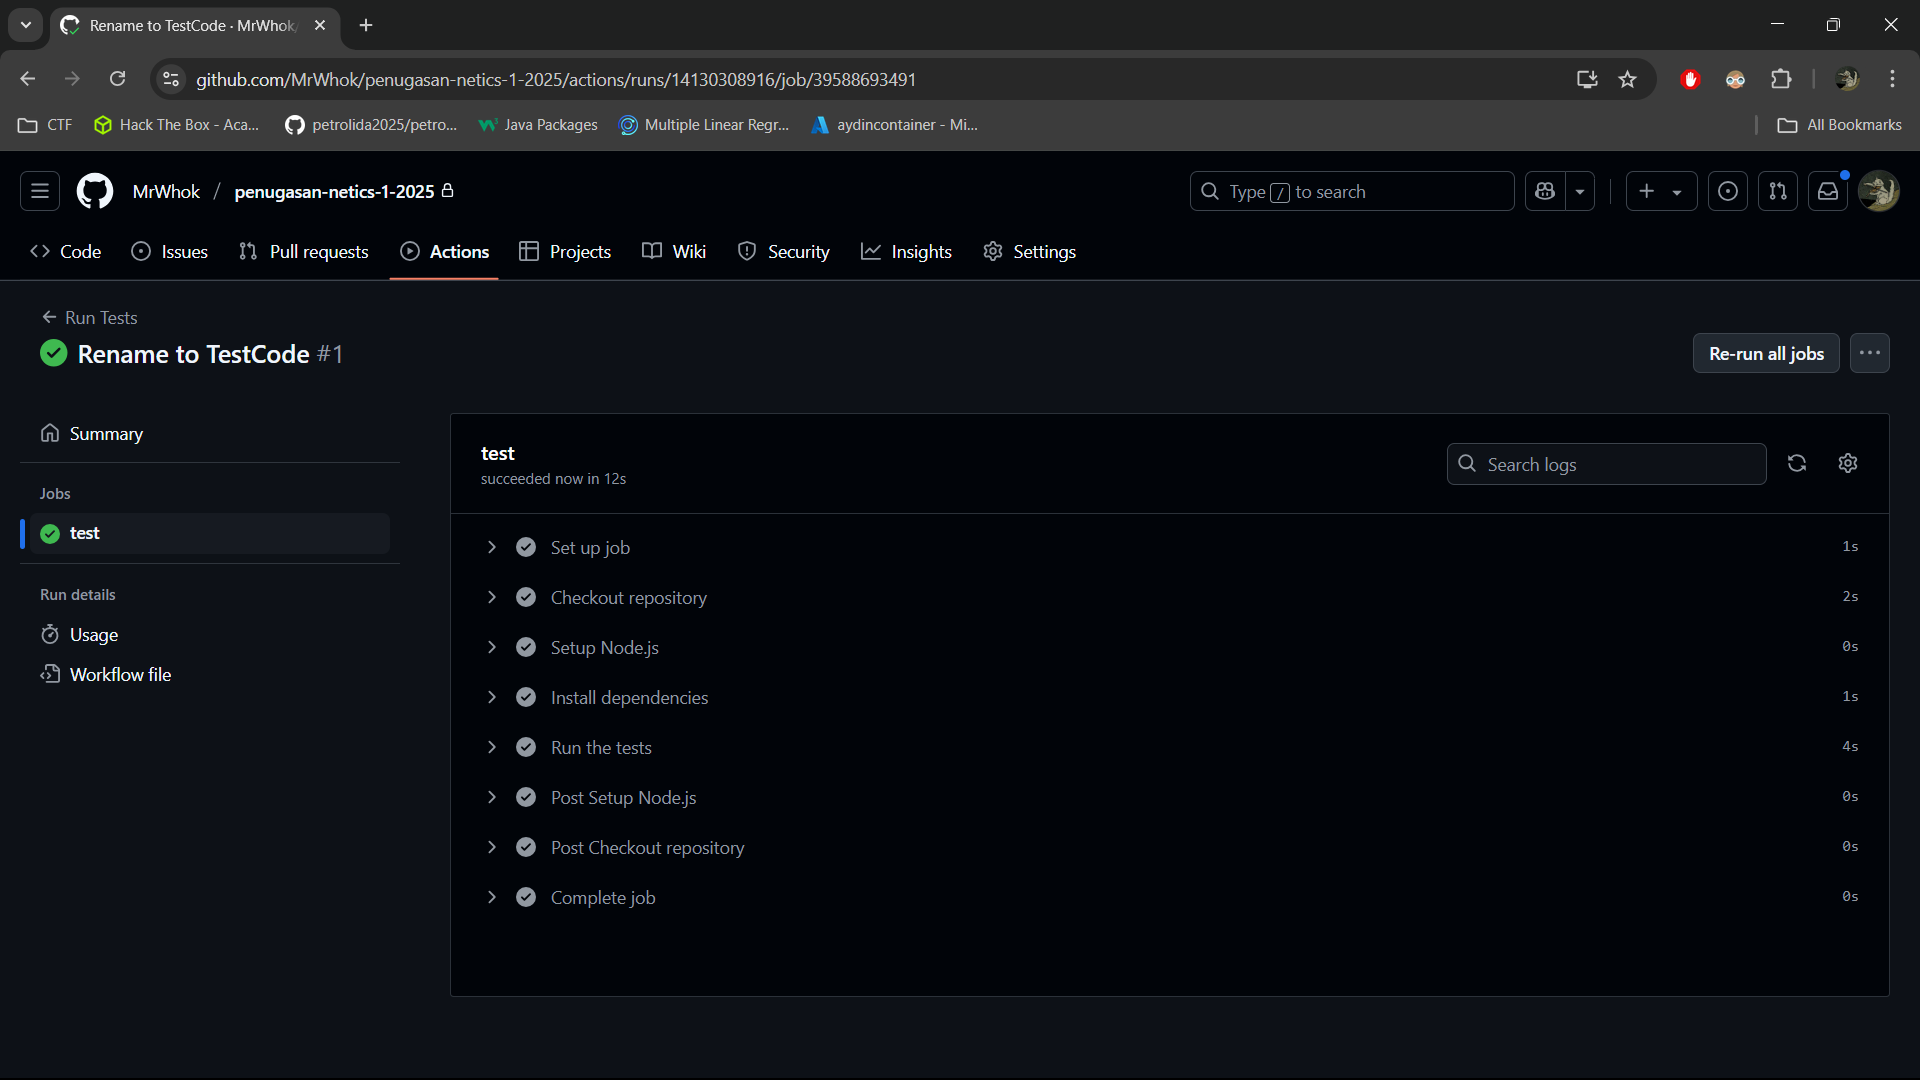 Rename to TestCode · MrWhok/
github.com/MrWhok/penugasan-netics-1-2025/actions/runs/14130308916/job/39588693491
CTF
Hack The Box - Aca...
petrolida2025/petro...
Java Packages
Multiple Linear Regr...
aydincontainer - Mi...
All Bookmarks
MrWhok / penugasan-netics-1-2025
Type / to search
Code
Issues
Pull requests
Actions
Projects
Wiki
Security
Insights
Settings
Run Tests
Rename to TestCode #1
Re-run all jobs
Summary
Jobs
test
Run details
Usage
Workflow file
test
succeeded now in 12s
Search logs
Set up job 1s
Checkout repository 2s
Setup Node.js 0s
Install dependencies 1s
Run the tests 4s
Post Setup Node.js 0s
Post Checkout repository 0s
Complete job 0s